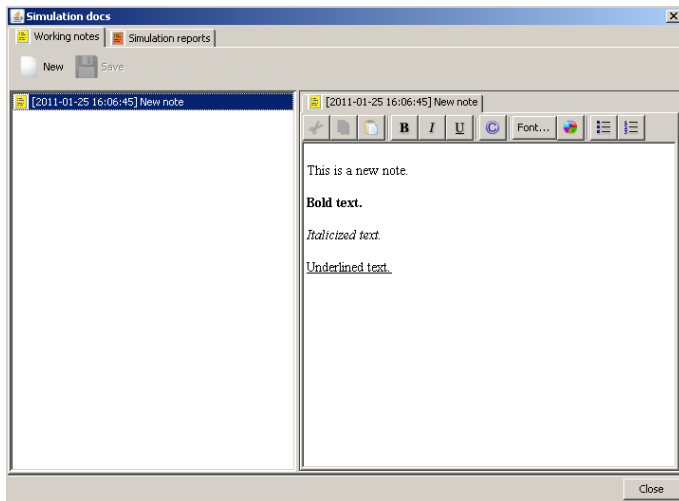 Simulation docs
Working notes Simulation reports
New Save
[2011-01-25 16:06:45] New note
[2011-01-25 16:06:45] New note
B I U © Font...
This is a new note.
Bold text.
Italicized text.
Underlined text.
Close